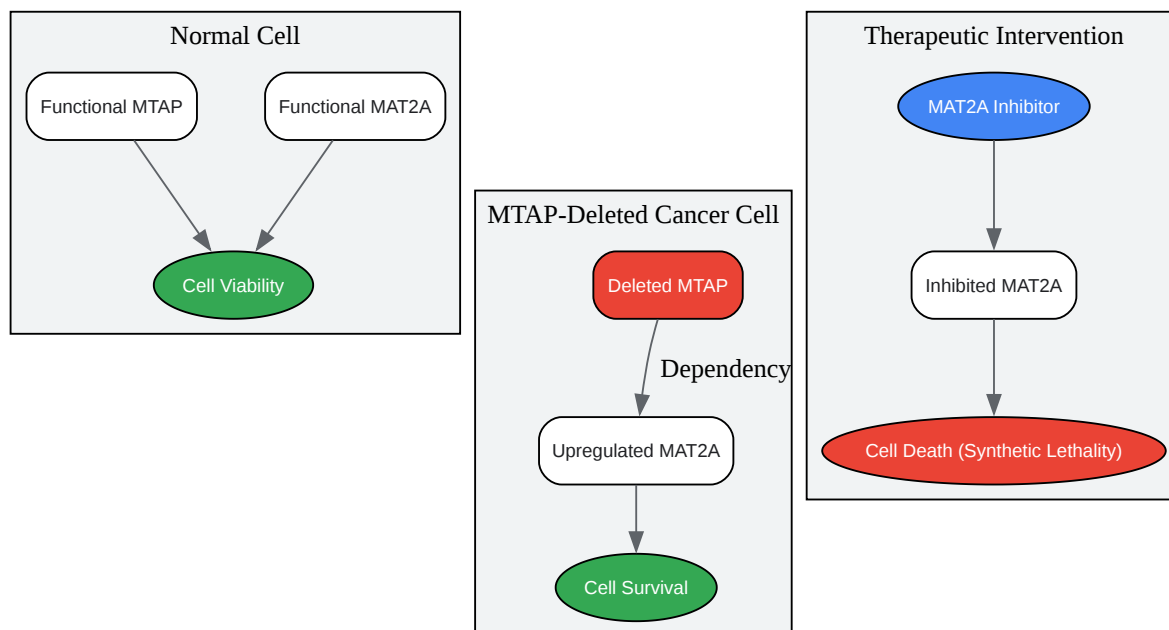 Normal Cell
Functional MTAP
Functional MAT2A
Cell Viability
MTAP-Deleted Cancer Cell
Deleted MTAP
Dependency
Upregulated MAT2A
Cell Survival
Therapeutic Intervention
MAT2A Inhibitor
Inhibited MAT2A
Cell Death (Synthetic Lethality)